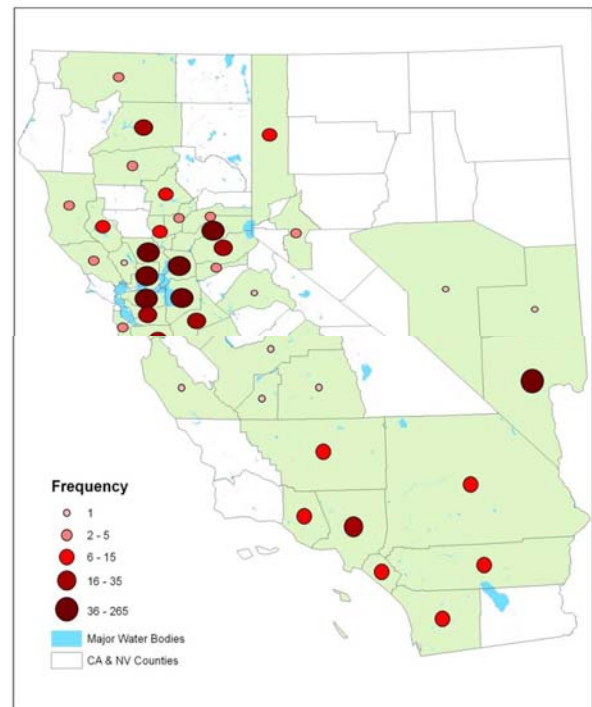 Frequency
1
2 - 5
6 - 15
16 - 35
36 - 265
Major Water Bodies
CA & NV Counties